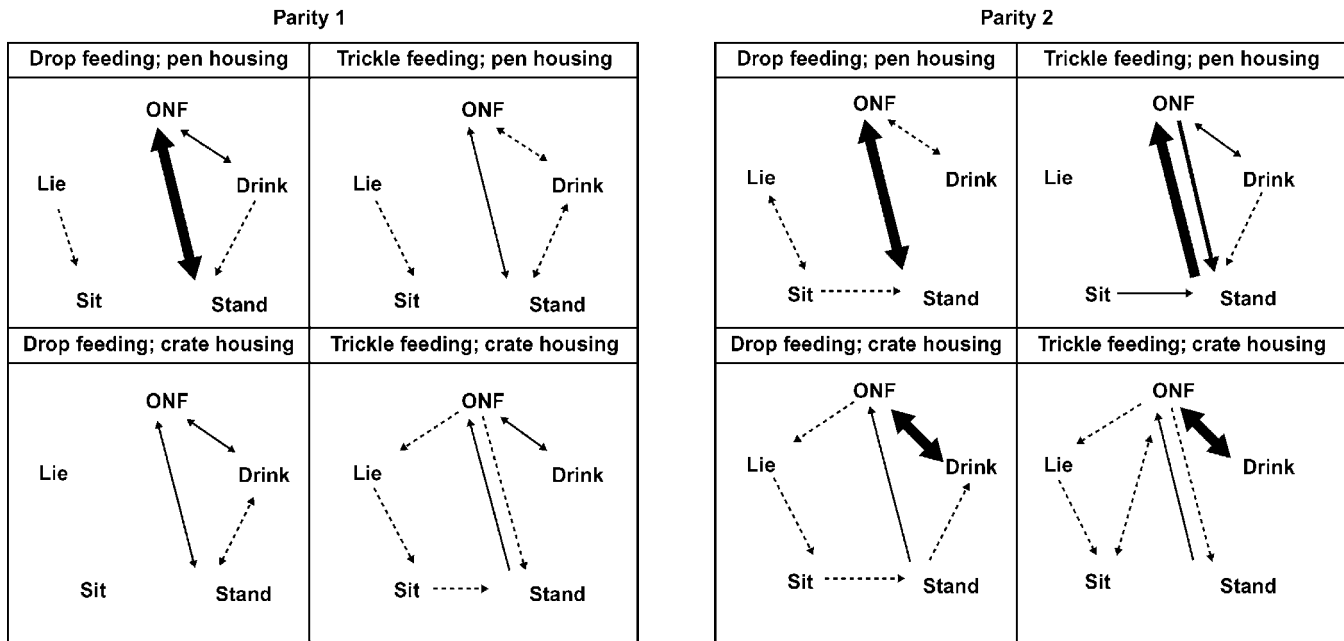 Parity 1
Drop feeding; pen housing
Trickle feeding; pen housing
ONF
Lie
Drink
Sit
Stand
ONF
Lie
Drink
Sit
Stand
Drop feeding; crate housing
Trickle feeding; crate housing
ONF
Lie
Drink
Sit
Stand
ONF
Lie
Drink
Sit
Stand
Parity 2
Drop feeding; pen housing
Trickle feeding; pen housing
ONF
Lie
Drink
Sit
Stand
ONF
Lie
Drink
Sit
Stand
Drop feeding; crate housing
Trickle feeding; crate housing
ONF
Lie
Drink
Sit
Stand
ONF
Lie
Drink
Sit
Stand